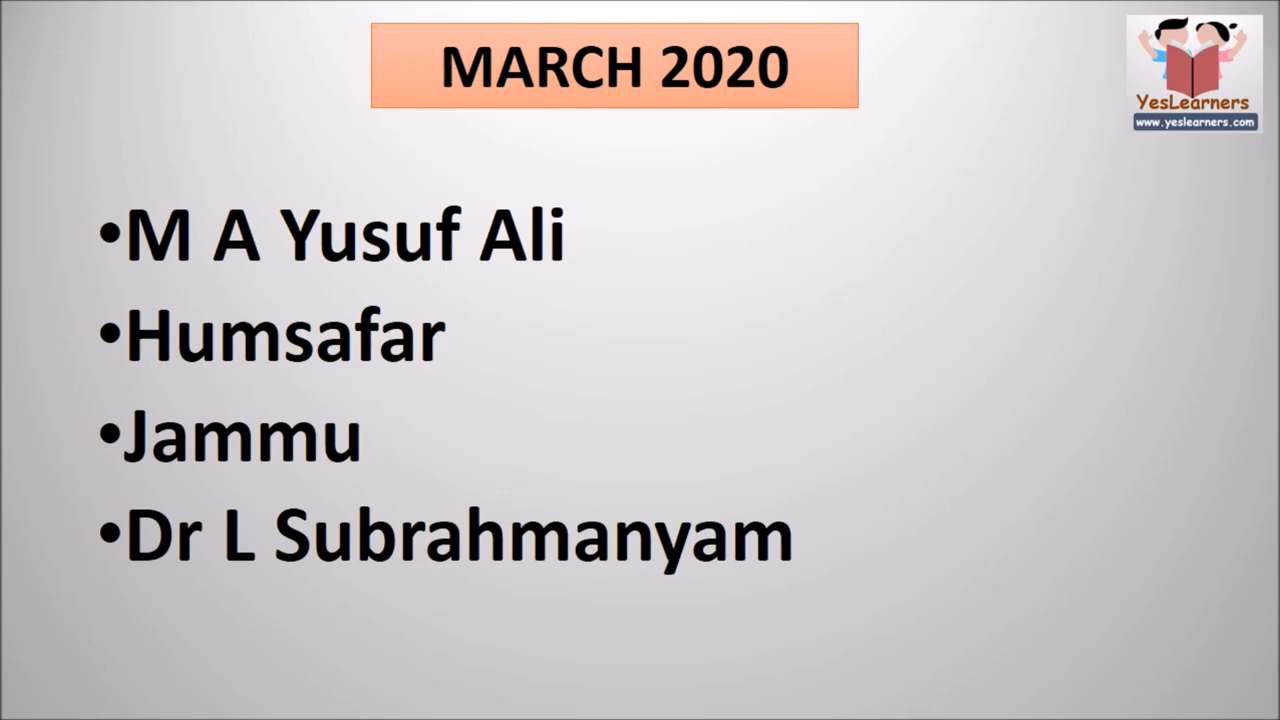 MARCH 2020
YesLearners
www.yeslearners.com
•M A Yusuf Ali
•Humsafar
•Jammu
•Dr L Subrahmanyam